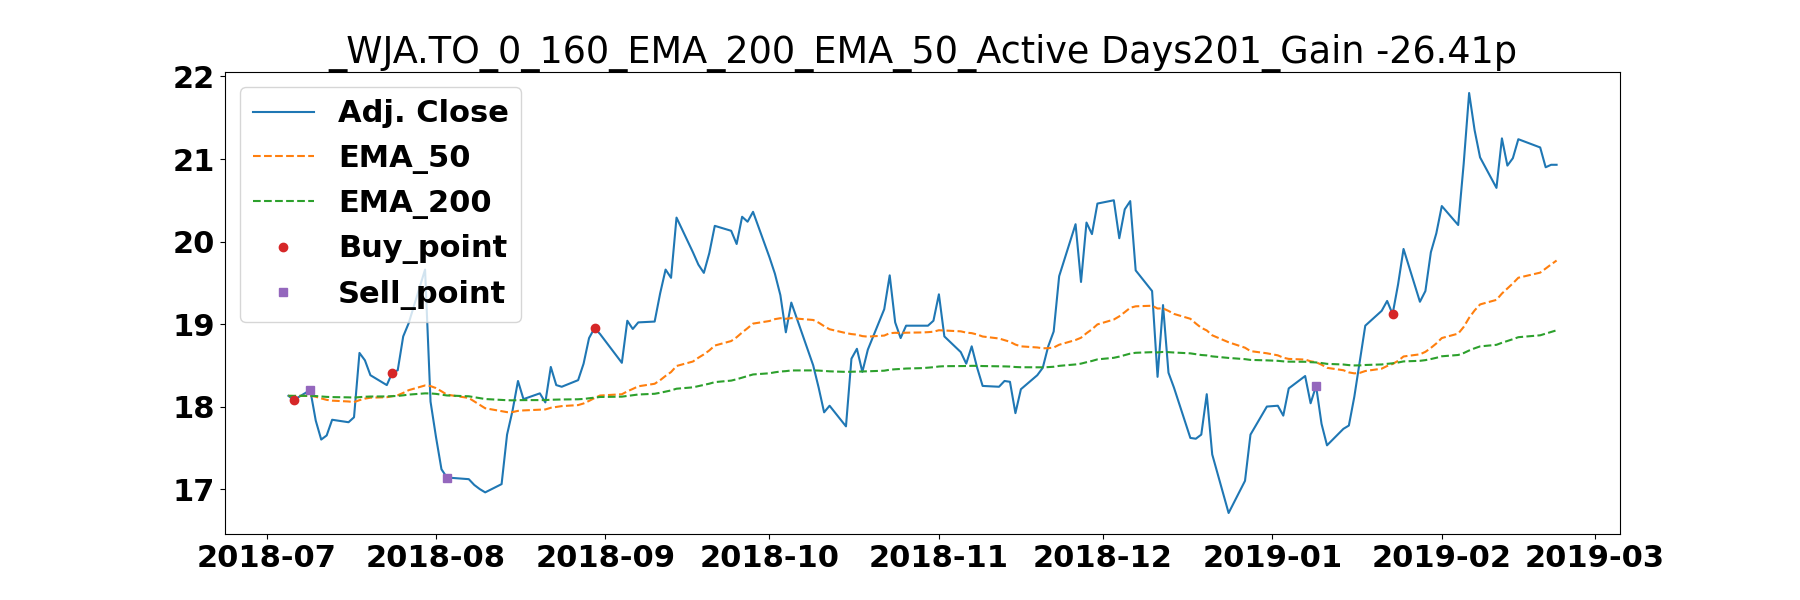 _WJA.TO_0_160_EMA_200_EMA_50_Active Days201_Gain -26.41p
22
21
20
19
18
17
Adj. Close
EMA_50
EMA_200
Buy_point
Sell_point
2018-07 2018-08 2018-09 2018-10 2018-11 2018-12 2019-01 2019-02 2019-03